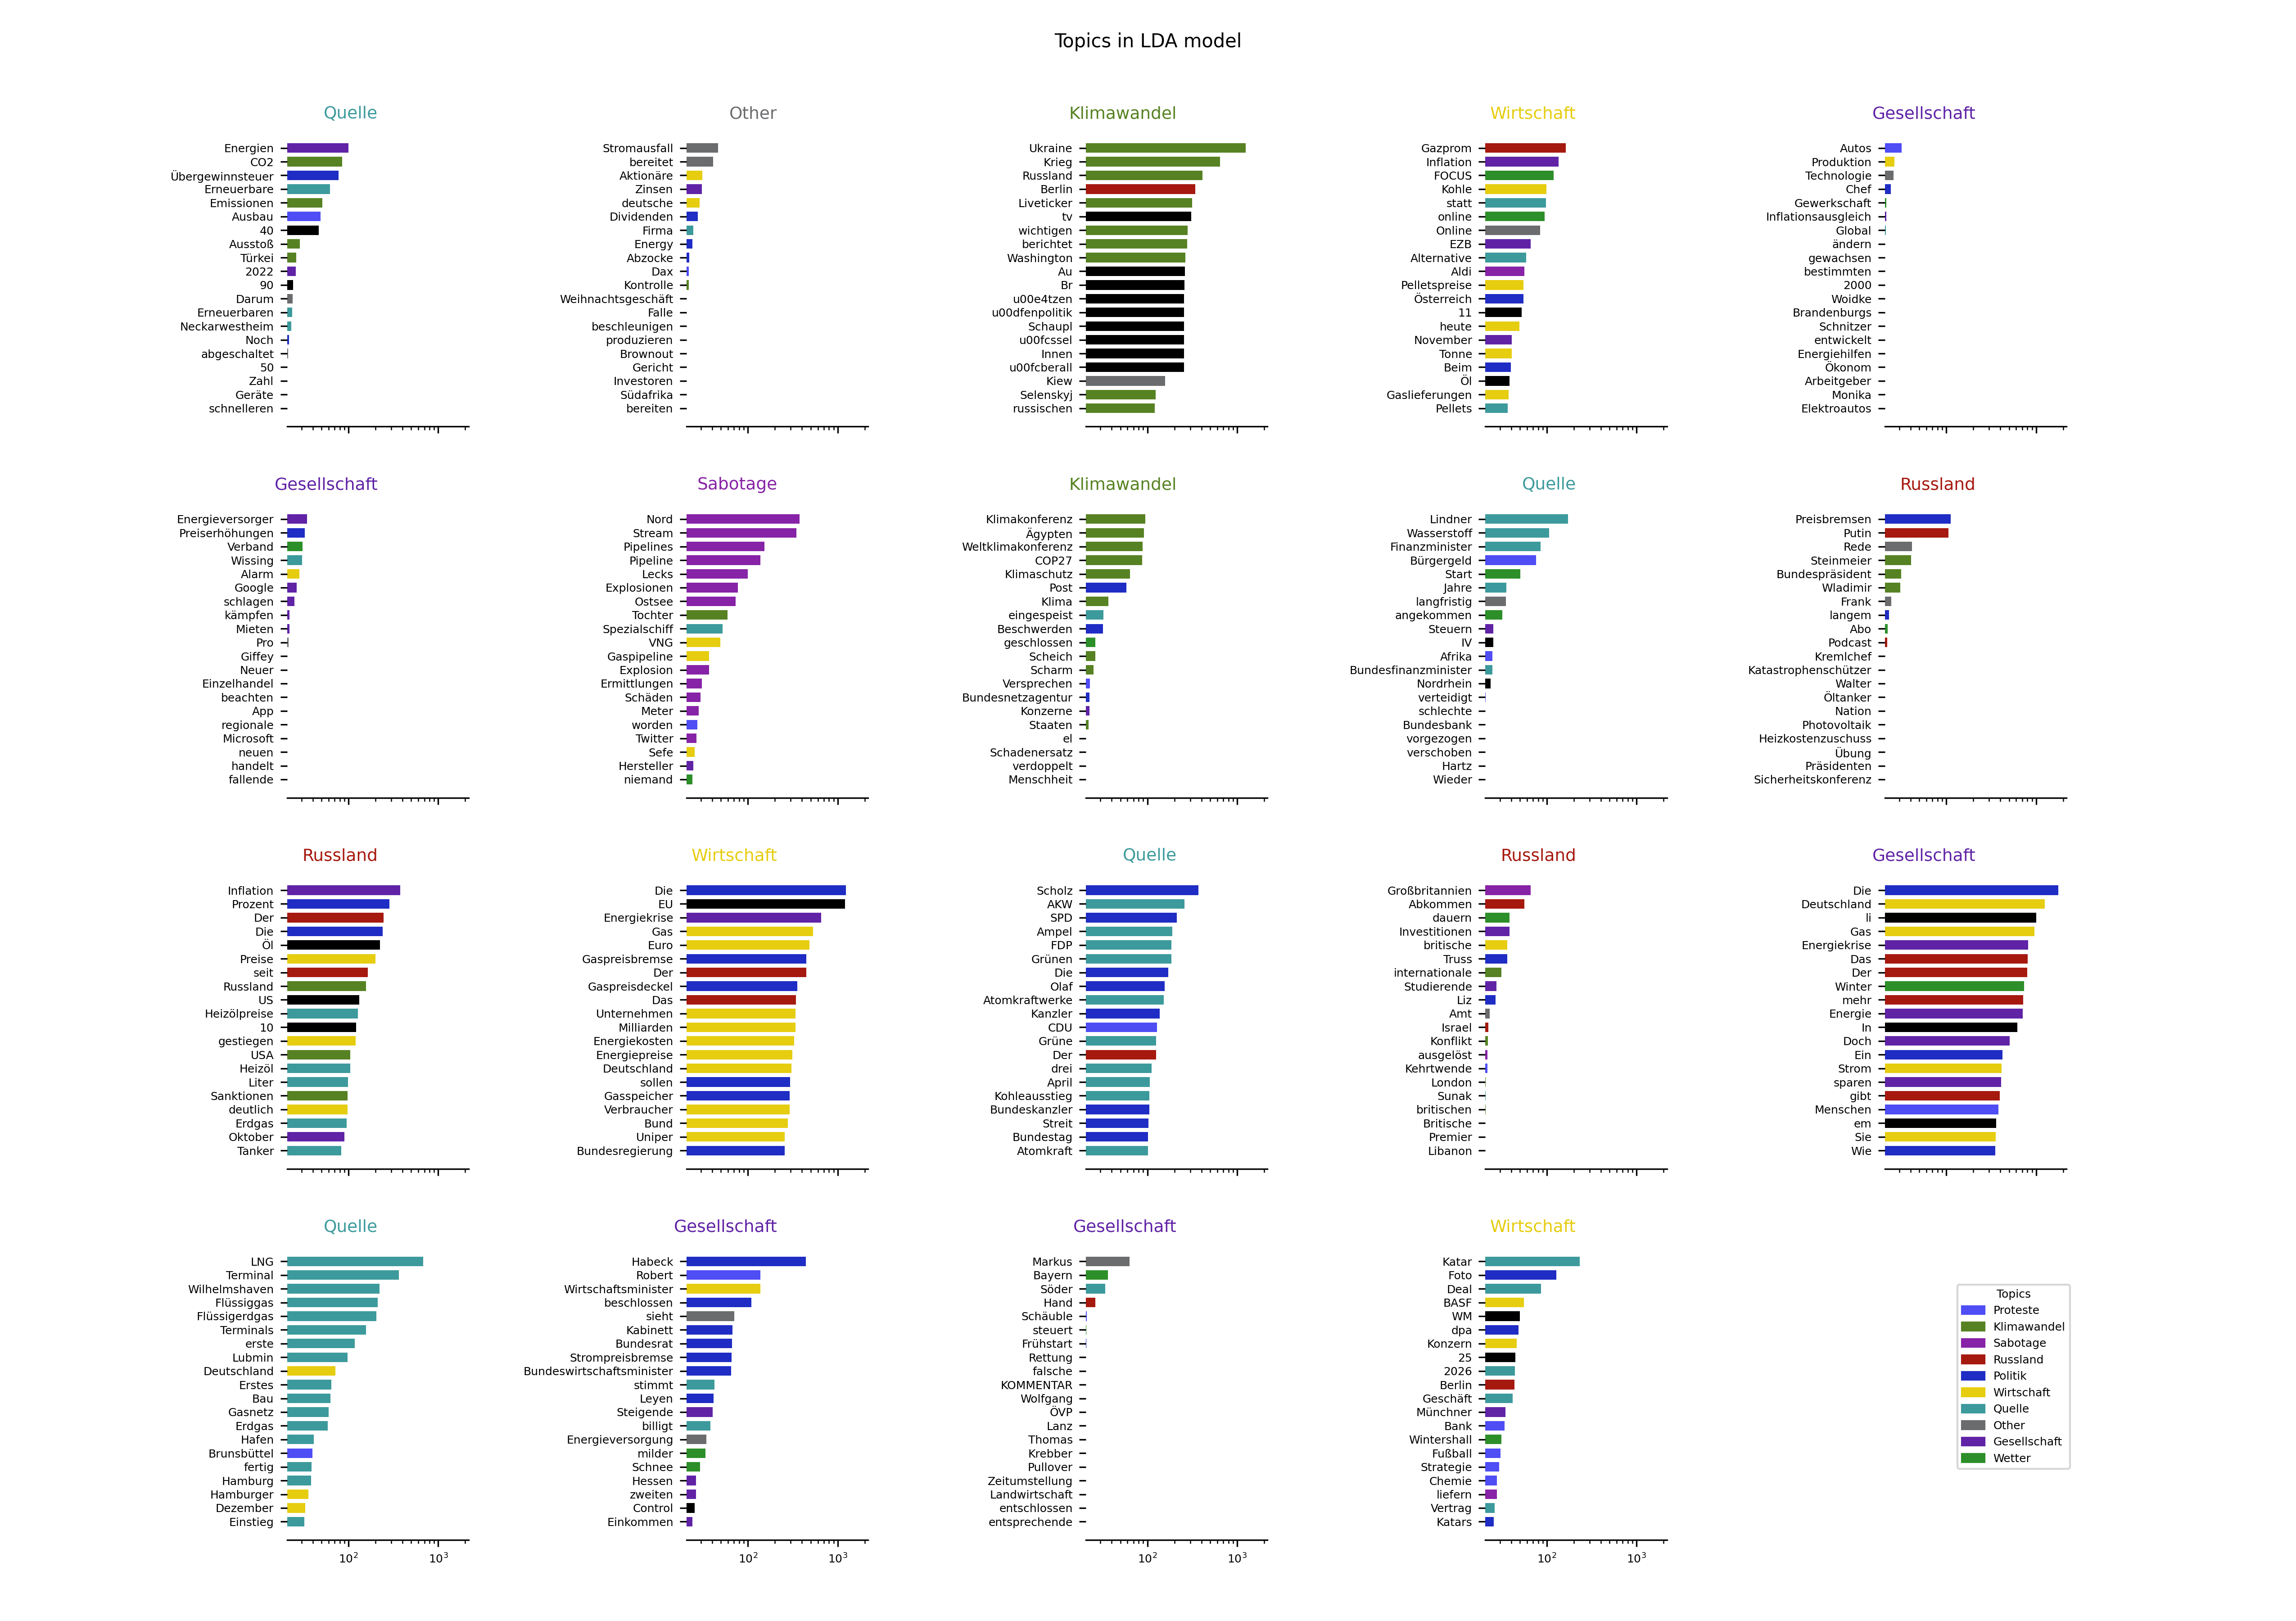 Topics in LDA model
Quelle
Energien
CO2
Übergewinnsteuer
Erneuerbare
Emissionen
Ausbau
40
Ausstoß
Türkei
2022
90
Darum
Erneuerbaren
Neckarwestheim
Noch
abgeschaltet
50
Zahl
Geräte
schnelleren
Other
Stromausfall
bereitet
Aktionäre
Zinsen
deutsche
Dividenden
Firma
Energy
Abzocke
Dax
Kontrolle
Weihnachtsgeschäft
Falle
beschleunigen
produzieren
Brownout
Gericht
Investoren
Südafrika
bereiten
Klimawandel
Ukraine
Krieg
Russland
Berlin
Liveticker
tv
wichtigen
berichtet
Washington
Au
Br
u00e4tzen
u00dfenpolitik
Schaupl
u00fcssel
Innen
u00fcberall
Kiew
Selenskyj
russischen
Wirtschaft
Gazprom
Inflation
FOCUS
Kohle
statt
online
Online
EZB
Alternative
Aldi
Pelletspreise
Österreich
11
heute
November
Tonne
Beim
Öl
Gaslieferungen
Pellets
Gesellschaft
Autos
Produktion
Technologie
Chef
Gewerkschaft
Inflationsausgleich
Global
ändern
gewachsen
bestimmten
2000
Woidke
Brandenburgs
Schnitzer
entwickelt
Energiehilfen
Ökonom
Arbeitgeber
Monika
Elektroautos
Gesellschaft
Energieversorger
Preiserhöhungen
Verband
Wissing
Alarm
Google
schlagen
kämpfen
Mieten
Pro
Giffey
Neuer
Einzelhandel
beachten
App
regionale
Microsoft
neuen
handelt
fallende
Sabotage
Nord
Stream
Pipelines
Pipeline
Lecks
Explosionen
Ostsee
Tochter
Spezialschiff
VNG
Gaspipeline
Explosion
Ermittlungen
Schäden
Meter
worden
Twitter
Sefe
Hersteller
niemand
Klimawandel
Klimakonferenz
Ägypten
Weltklimakonferenz
COP27
Klimaschutz
Post
Klima
eingespeist
Beschwerden
geschlossen
Scheich
Scharm
Versprechen
Bundesnetzagentur
Konzerne
Staaten
el
Schadenersatz
verdoppelt
Menschheit
Quelle
Lindner
Wasserstoff
Finanzminister
Bürgergeld
Start
Jahre
langfristig
angekommen
Steuern
IV
Afrika
Bundesfinanzminister
Nordrhein
verteidigt
schlechte
Bundesbank
vorgezogen
verschoben
Hartz
Wieder
Russland
Preisbremsen
Putin
Rede
Steinmeier
Bundespräsident
Wladimir
Frank
langem
Abo
Podcast
Kremlchef
Katastrophenschützer
Walter
Öltanker
Nation
Photovoltaik
Heizkostenzuschuss
Übung
Präsidenten
Sicherheitskonferenz
Russland
Inflation
Prozent
Der
Die
Öl
Preise
seit
Russland
US
Heizölpreise
10
gestiegen
USA
Heizöl
Liter
Sanktionen
deutlich
Erdgas
Oktober
Tanker
Wirtschaft
Die
EU
Energiekrise
Gas
Euro
Gaspreisbremse
Der
Gaspreisdeckel
Das
Unternehmen
Milliarden
Energiekosten
Energiepreise
Deutschland
sollen
Gasspeicher
Verbraucher
Bund
Uniper
Bundesregierung
Quelle
Scholz
AKW
SPD
Ampel
FDP
Grünen
Die
Olaf
Atomkraftwerke
Kanzler
CDU
Grüne
Der
drei
April
Kohleausstieg
Bundeskanzler
Streit
Bundestag
Atomkraft
Russland
Großbritannien
Abkommen
dauern
Investitionen
britische
Truss
internationale
Studierende
Liz
Amt
Israel
Konflikt
ausgelöst
Kehrtwende
London
Sunak
britischen
Britische
Premier
Libanon
Gesellschaft
Die
Deutschland
li
Gas
Energiekrise
Das
Der
Winter
mehr
Energie
In
Doch
Ein
Strom
sparen
gibt
Menschen
em
Sie
Wie
Quelle
LNG
Terminal
Wilhelmshaven
Flüssiggas
Flüssigerdgas
Terminals
erste
Lubmin
Deutschland
Erstes
Bau
Gasnetz
Erdgas
Hafen
Brunsbüttel
fertig
Hamburg
Hamburger
Dezember
Einstieg
10² 10³
Gesellschaft
Habeck
Robert
Wirtschaftsminister
beschlossen
sieht
Kabinett
Bundesrat
Strompreisbremse
Bundeswirtschaftsminister
stimmt
Leyen
Steigende
billigt
Energieversorgung
milder
Schnee
Hessen
zweiten
Control
Einkommen
10² 10³
Gesellschaft
Markus
Bayern
Söder
Hand
Schäuble
steuert
Frühstart
Rettung
falsche
KOMMENTAR
Wolfgang
ÖVP
Lanz
Thomas
Krebber
Pullover
Zeitumstellung
Landwirtschaft
entschlossen
entsprechende
10² 10³
Wirtschaft
Katar
Foto
Deal
BASF
WM
dpa
Konzern
25
2026
Berlin
Geschäft
Münchner
Bank
Wintershall
Fußball
Strategie
Chemie
liefern
Vertrag
Katars
10² 10³
Topics
Proteste
Klimawandel
Sabotage
Russland
Politik
Wirtschaft
Quelle
Other
Gesellschaft
Wetter